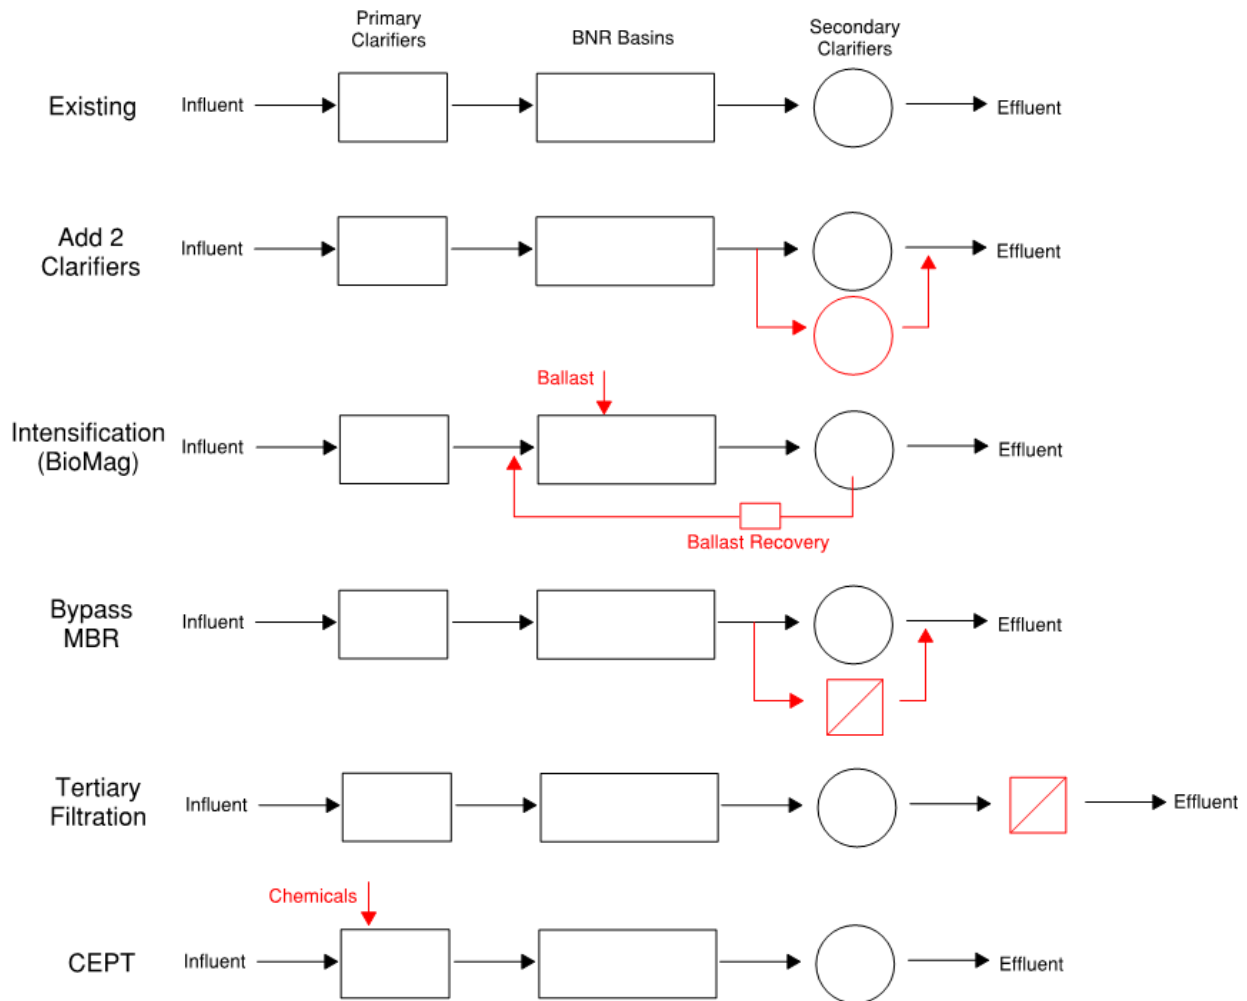 Primary
Clarifiers
BNR Basins
Secondary
Clarifiers
Existing
Influent
Effluent
Add 2
Clarifiers
Influent
Effluent
Ballast
Intensification
(BioMag)
Influent
Effluent
Ballast Recovery
Bypass
MBR
Influent
Effluent
Tertiary
Filtration
Influent
Effluent
Chemicals
CEPT
Influent
Effluent